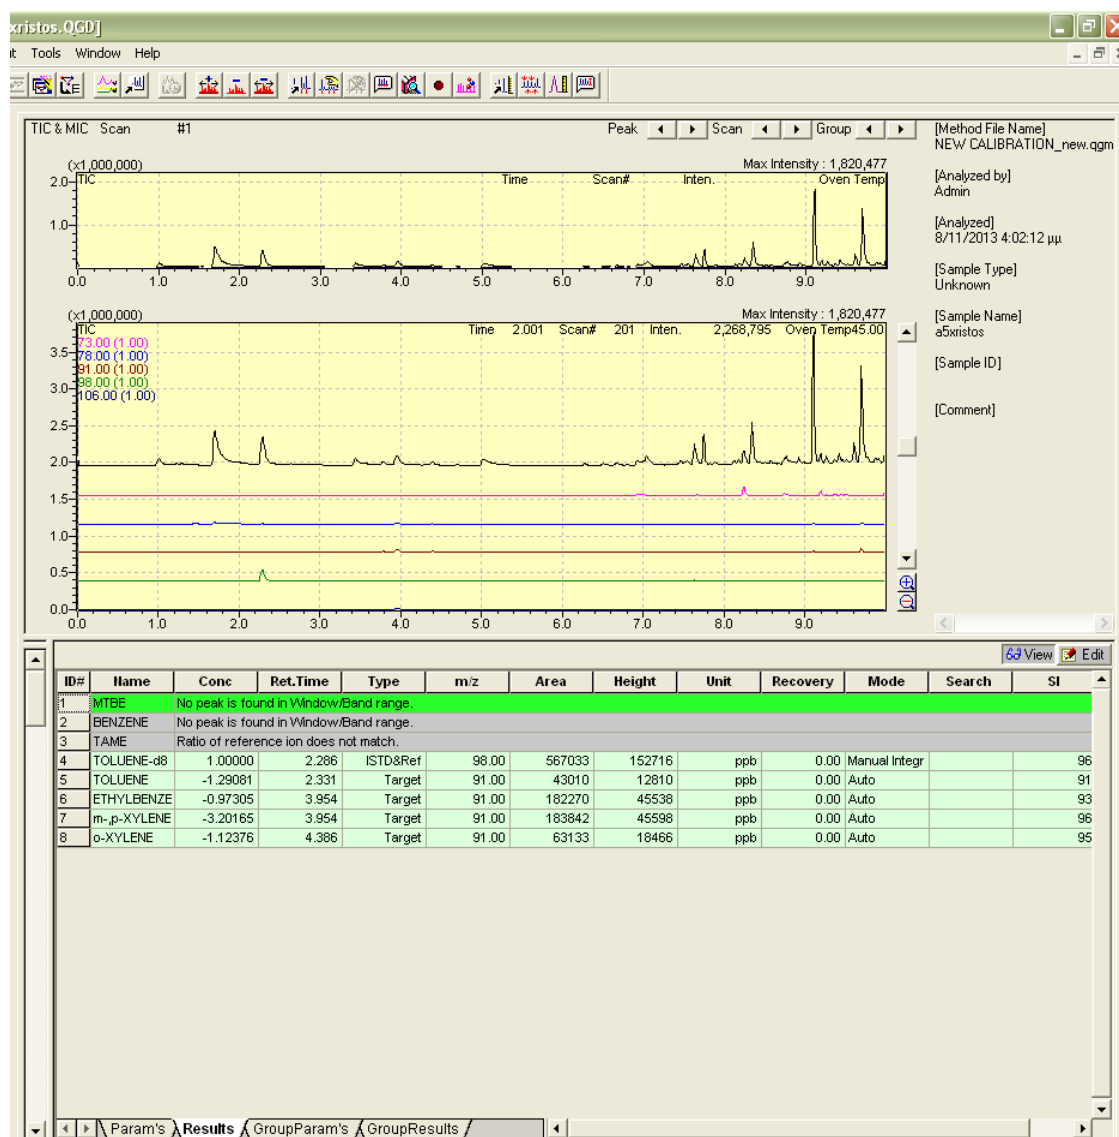 xristos.QGD]
Tools Window Help
TIC & MIC Scan #1 Peak Scan Group
(x1,000,000) Max Intensity : 1,820,477
TIC Time Scan# Inten. Oven Temp
2.0
1.0
0.0 1.0 2.0 3.0 4.0 5.0 6.0 7.0 8.0 9.0
(x1,000,000) Max Intensity : 1,820,477
TIC Time 2.001 Scan# 201 Inten. 2,268,795 Oven Temp45.00
73.00 (1.00)
78.00 (1.00)
91.00 (1.00)
98.00 (1.00)
106.00 (1.00)
3.5
3.0
2.5
2.0
1.5
1.0
0.5
0.0
0.0 1.0 2.0 3.0 4.0 5.0 6.0 7.0 8.0 9.0
[Method File Name]
NEW CALIBRATION_new.qgm
[Analyzed by]
Admin
[Analyzed]
8/11/2013 4:02:12 μμ
[Sample Type]
Unknown
[Sample Name]
a5xristos
[Sample ID]
[Comment]
View Edit
ID# Name Conc Ret.Time Type m/z Area Height Unit Recovery Mode Search SI
1 MTBE No peak is found in Window/Band range.
2 BENZENE No peak is found in Window/Band range.
3 TAME Ratio of reference ion does not match.
4 TOLUENE-d8 1.00000 2.286 ISTD&Ref 98.00 567033 152716 ppb 0.00 Manual Integr 96
5 TOLUENE -1.29081 2.331 Target 91.00 43010 12810 ppb 0.00 Auto 91
6 ETHYLBENZE -0.97305 3.954 Target 91.00 182270 45538 ppb 0.00 Auto 93
7 m-,p-XYLENE -3.20165 3.954 Target 91.00 183842 45598 ppb 0.00 Auto 96
8 o-XYLENE -1.12376 4.386 Target 91.00 63133 18466 ppb 0.00 Auto 95
Param's Results GroupParam's GroupResults